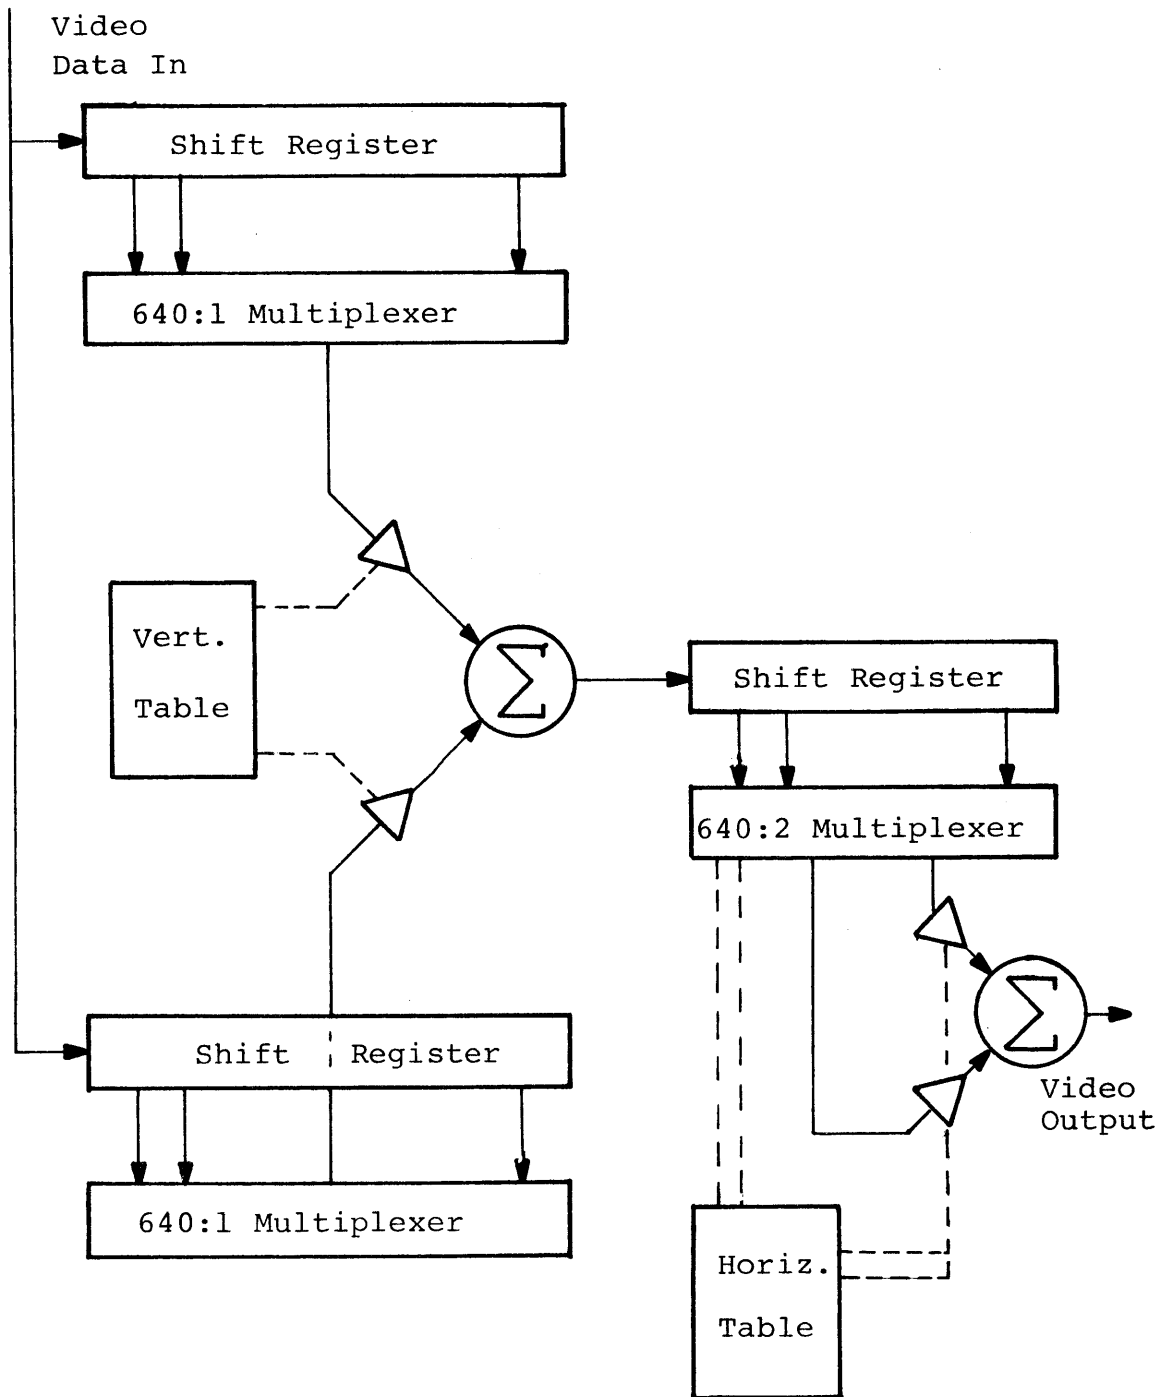 Video
Data In
Shift Register
640:1 Multiplexer
Vert.
Table
Σ
Shift Register
640:2 Multiplexer
Σ
Video
Output
Shift Register
640:1 Multiplexer
Horiz.
Table